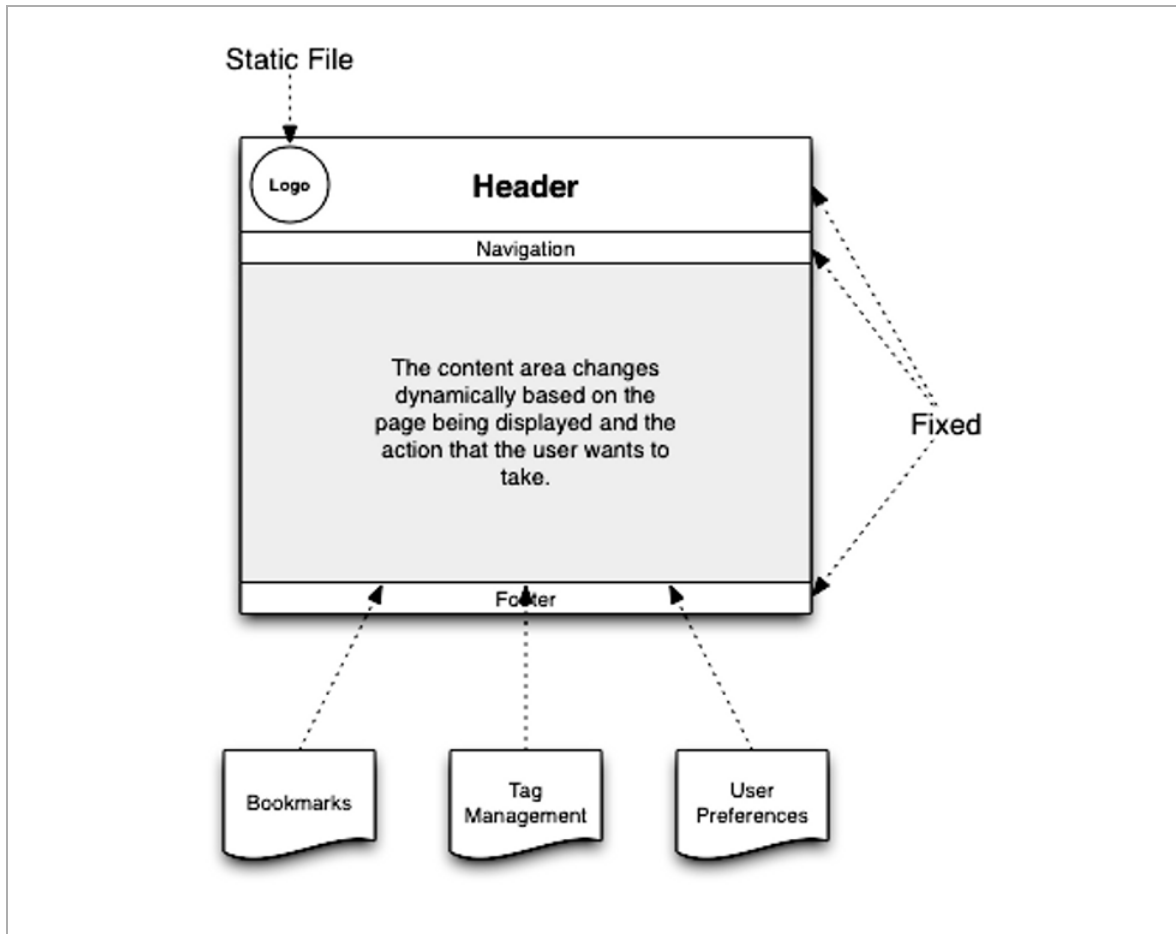 Static File
Logo
Header
Navigation
The content area changes
dynamically based on the
page being displayed and the
action that the user wants to
take.
Fixed
Footer
Bookmarks
Tag
Management
User
Preferences